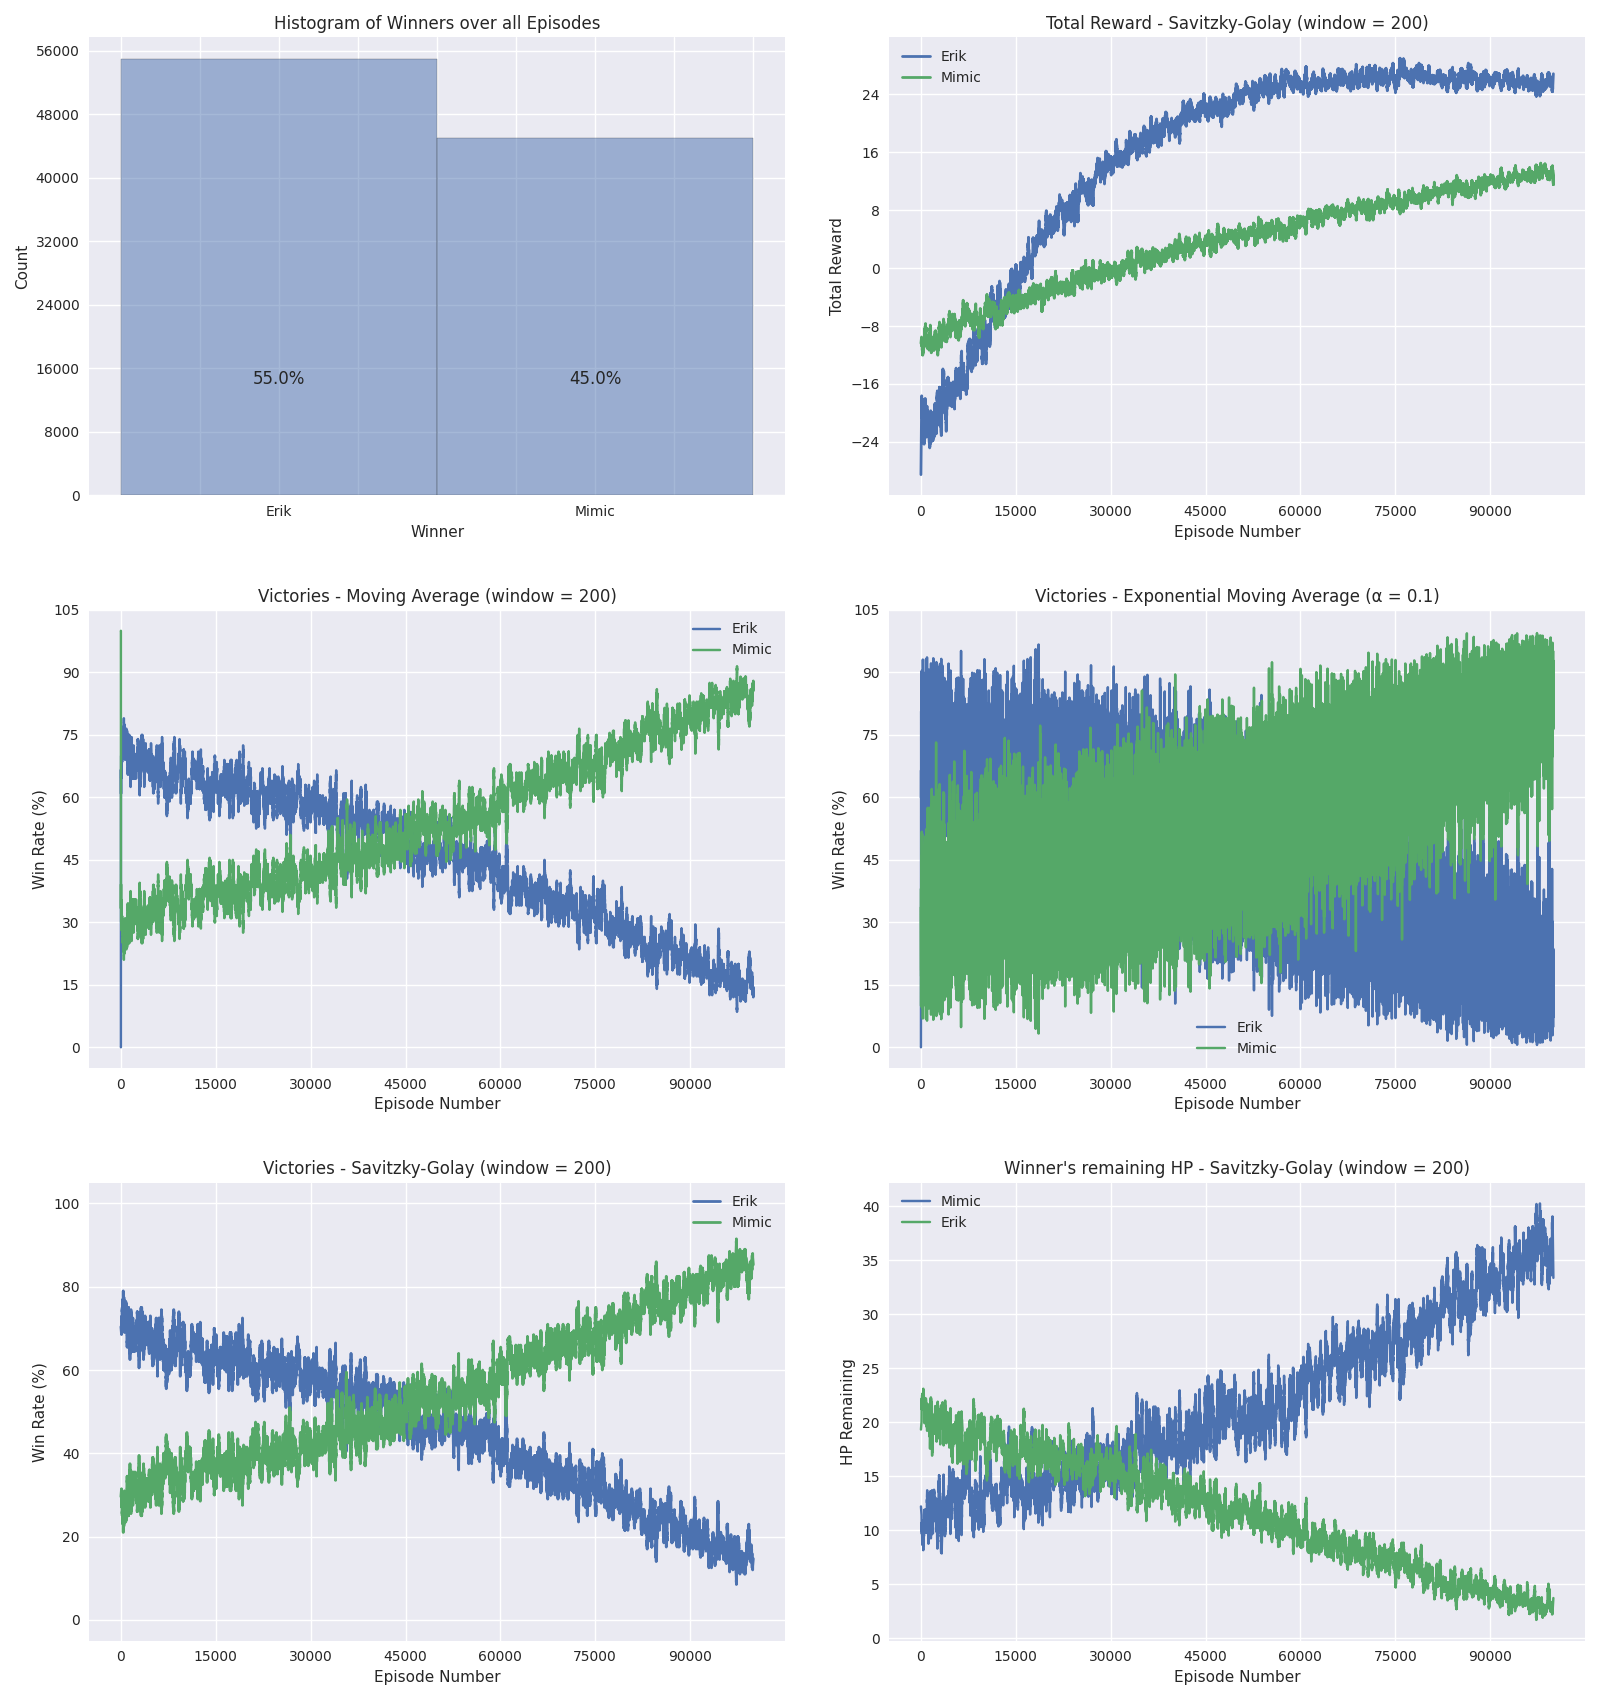 Histogram of Winners over all Episodes
56000
48000
40000
32000
24000
16000
8000
0
Count
55.0%
45.0%
Erik Mimic
Winner
Total Reward - Savitzky-Golay (window = 200)
Erik
Mimic
24
16
8
0
−8
−16
−24
Total Reward
0 15000 30000 45000 60000 75000 90000
Episode Number
Victories - Moving Average (window = 200)
Erik
Mimic
105
90
75
60
45
30
15
0
Win Rate (%)
0 15000 30000 45000 60000 75000 90000
Episode Number
Victories - Exponential Moving Average (α = 0.1)
105
90
75
60
45
30
15
0
Win Rate (%)
Erik
Mimic
0 15000 30000 45000 60000 75000 90000
Episode Number
Victories - Savitzky-Golay (window = 200)
Erik
Mimic
100
80
60
40
20
0
Win Rate (%)
0 15000 30000 45000 60000 75000 90000
Episode Number
Winner's remaining HP - Savitzky-Golay (window = 200)
Mimic
Erik
40
35
30
25
20
15
10
5
0
HP Remaining
0 15000 30000 45000 60000 75000 90000
Episode Number